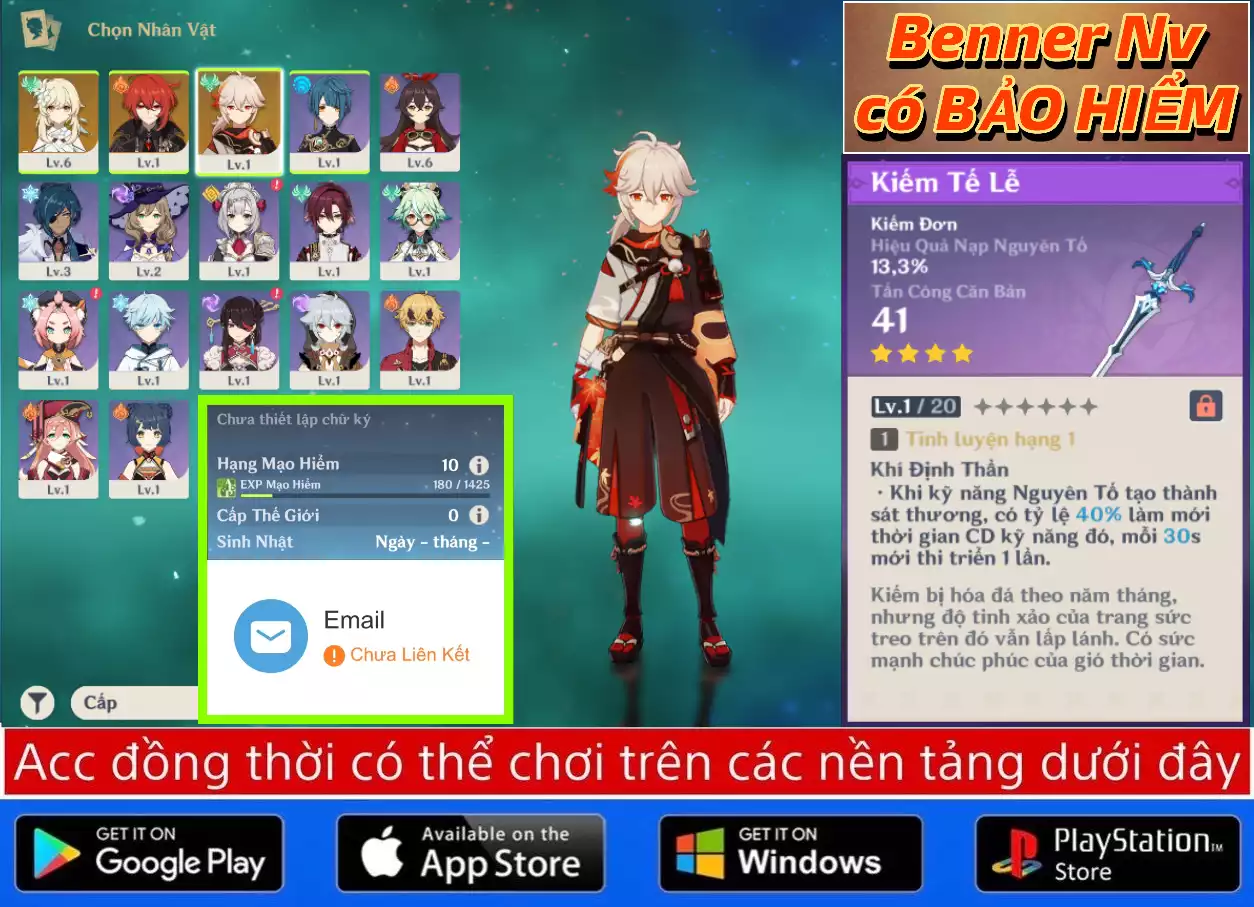 Chọn Nhân Vật
Lv.6
Lv.1
Lv.1
Lv.1
Lv.6
Lv.3
Lv.2
Lv.1
Lv.1
Lv.1
Lv.1
Lv.1
Lv.1
Lv.1
Lv.1
Lv.1
Lv.1
Cấp
Chưa thiết lập chữ ký
Hạng Mạo Hiểm 10
EXP Mạo Hiểm 180 / 1425
Cấp Thế Giới 0
Sinh Nhật Ngày - tháng -
Email
Chưa Liên Kết
Benner Nv
có BẢO HIỂM
Kiếm Tế Lễ
Kiếm Đơn
Hiệu Quả Nạp Nguyên Tố
13,3%
Tấn Công Căn Bản
41
Lv.1 / 20
1 Tinh luyện hạng 1
Khí Định Thần
· Khi kỹ năng Nguyên Tố tạo thành
sát thương, có tỷ lệ 40% làm mới
thời gian CD kỹ năng đó, mỗi 30s
mới thi triển 1 lần.
Kiếm bị hóa đá theo năm tháng,
nhưng độ tinh xảo của trang sức
treo trên đó vẫn lấp lánh. Có sức
mạnh chúc phúc của gió thời gian.
Acc đồng thời có thể chơi trên các nền tảng dưới đây
GET IT ON
Google Play
Available on the
App Store
GET IT ON
Windows
PlayStation™
Store